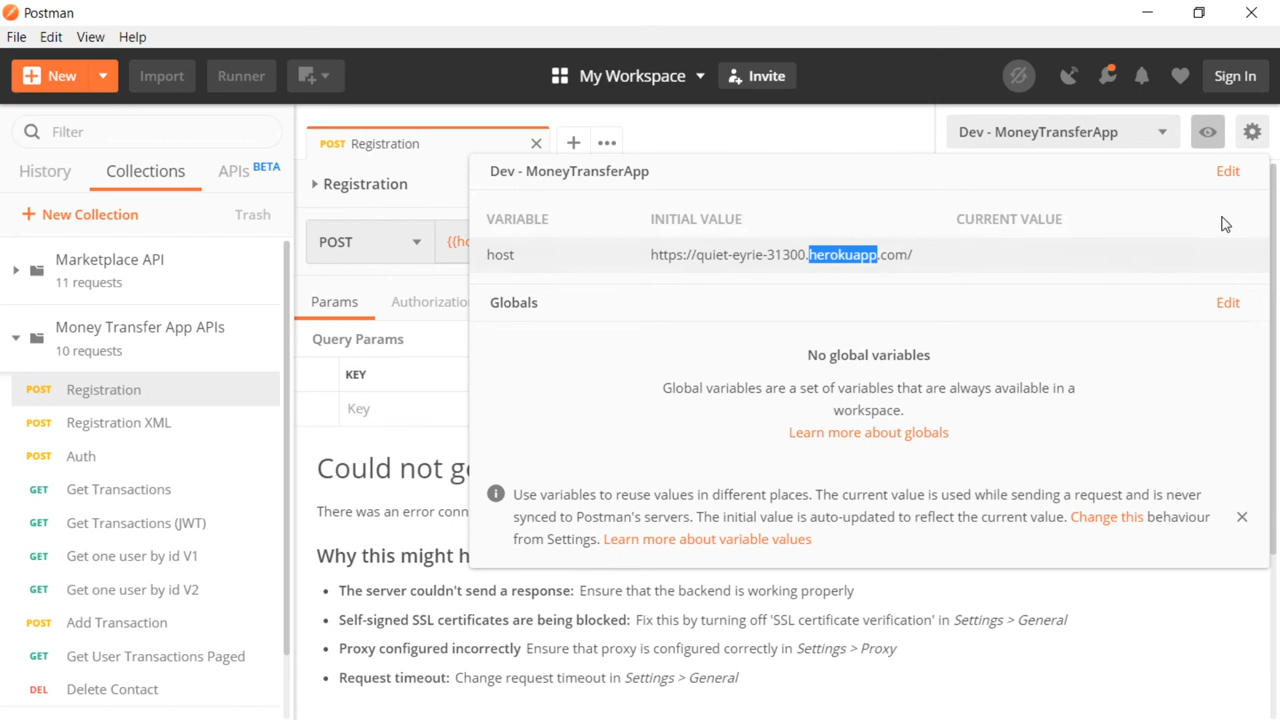 Postman
File Edit View Help
New Import Runner My Workspace Invite Sign In
Filter
History Collections APIs BETA
New Collection Trash
Marketplace API
11 requests
Money Transfer App APIs
10 requests
POST Registration
POST Registration XML
POST Auth
GET Get Transactions
GET Get Transactions (JWT)
GET Get one user by id V1
GET Get one user by id V2
POST Add Transaction
GET Get User Transactions Paged
DEL Delete Contact
POST Registration
Registration
POST {{ho
Params Authorization
Query Params
KEY
Key
Could not ge
There was an error conn
Why this might h
The server couldn't send a response: Ensure that the backend is working properly
Self-signed SSL certificates are being blocked: Fix this by turning off 'SSL certificate verification' in Settings > General
Proxy configured incorrectly Ensure that proxy is configured correctly in Settings > Proxy
Request timeout: Change request timeout in Settings > General
Dev - MoneyTransferApp
Dev - MoneyTransferApp Edit
VARIABLE INITIAL VALUE CURRENT VALUE
host https://quiet-eyrie-31300.herokuapp.com/
Globals Edit
No global variables
Global variables are a set of variables that are always available in a
workspace.
Learn more about globals
Use variables to reuse values in different places. The current value is used while sending a request and is never
synced to Postman's servers. The initial value is auto-updated to reflect the current value. Change this behaviour
from Settings. Learn more about variable values